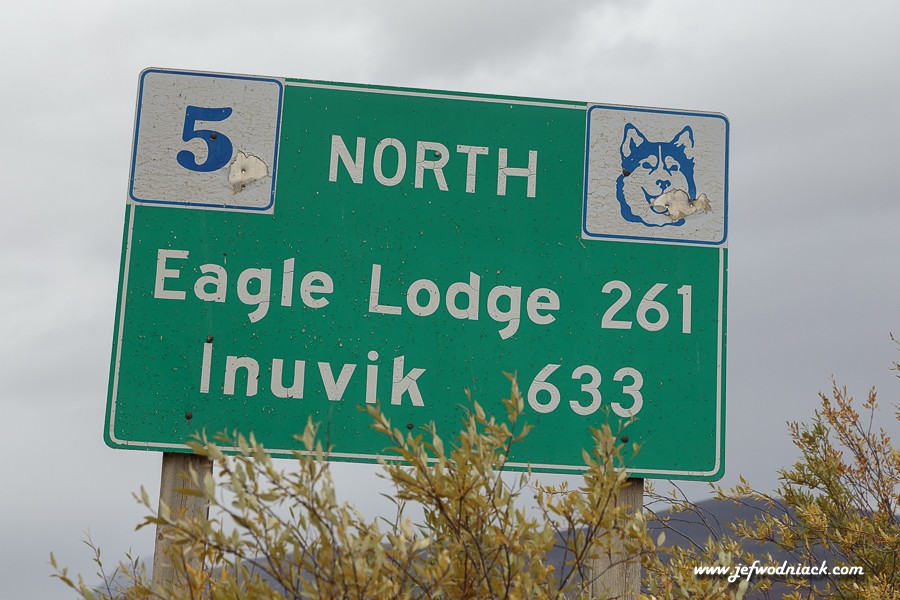 5 NORTH
Eagle Lodge 261
Inuvik 633
www.jefwodniack.com